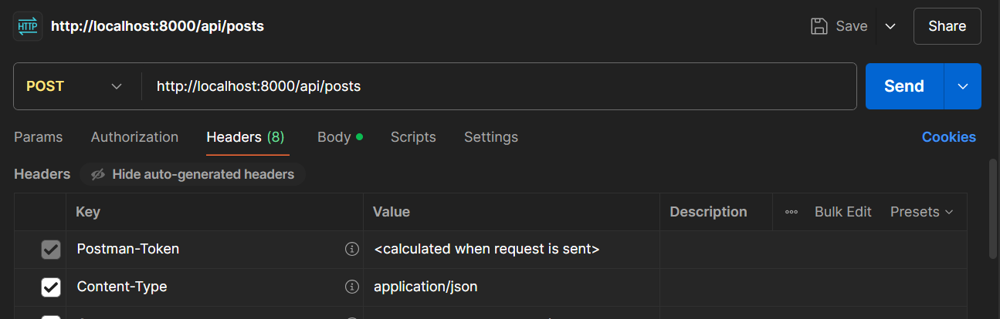 HTTP http://localhost:8000/api/posts Save Share
POST http://localhost:8000/api/posts Send
Params Authorization Headers (8) Body Scripts Settings Cookies
Headers Hide auto-generated headers
Key Value Description Bulk Edit Presets
Postman-Token <calculated when request is sent>
Content-Type application/json